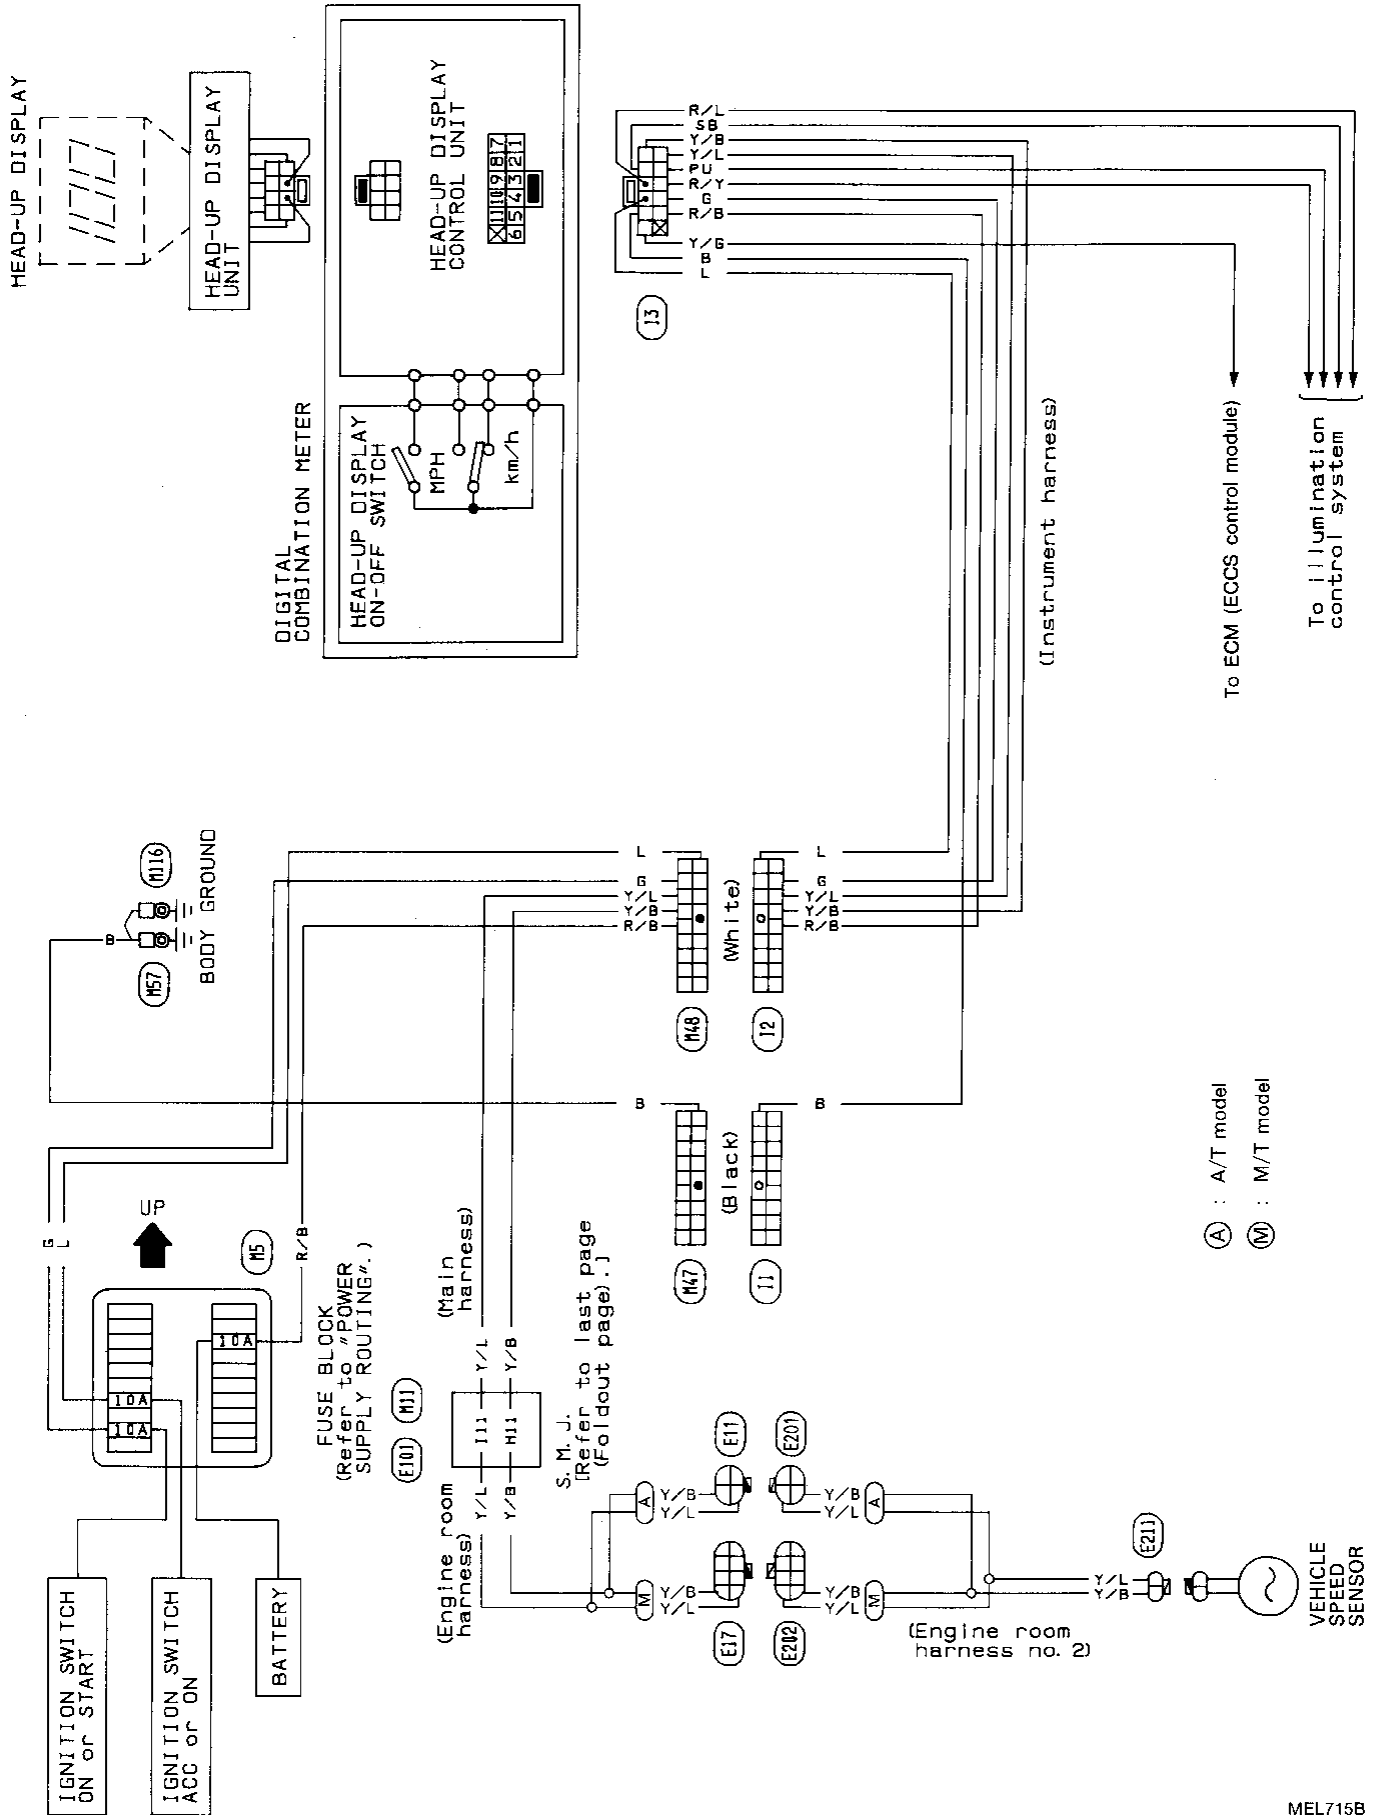 HEAD-UP DISPLAY
HEAD-UP DISPLAY
UNIT
DIGITAL
COMBINATION METER
HEAD-UP DISPLAY
CONTROL UNIT
11 10 9 8 7
6 5 4 3 2 1
HEAD-UP DISPLAY
ON-OFF SWITCH
MPH
km/h
R/L
SB
Y/B
Y/L
PU
R/Y
G
R/B
Y/G
B
L
I3
(Instrument harness)
To ECM (ECCS control module)
To illumination
control system
M116
M57
B
BODY GROUND
L
G
Y/L
Y/B
R/B
L
G
Y/L
Y/B
R/B
(White)
M48
I2
B
B
(Black)
M47
I1
G
L
UP
M5
R/B
10A
10A
10A
FUSE BLOCK
(Refer to "POWER
SUPPLY ROUTING".)
IGNITION SWITCH
ON or START
IGNITION SWITCH
ACC or ON
BATTERY
(Main
harness)
Y/L
Y/B
E101
M11
I11
H11
S. M. J.
[Refer to last page
(Foldout page).]
Y/L
Y/B
(Engine room
harness)
A
Y/B
Y/L
E11
E201
Y/B
Y/L
A
M
Y/B
Y/L
E17
E202
Y/B
Y/L
M
(Engine room
harness no. 2)
Y/L
Y/B
E211
VEHICLE
SPEED
SENSOR
A : A/T model
M : M/T model
MEL715B